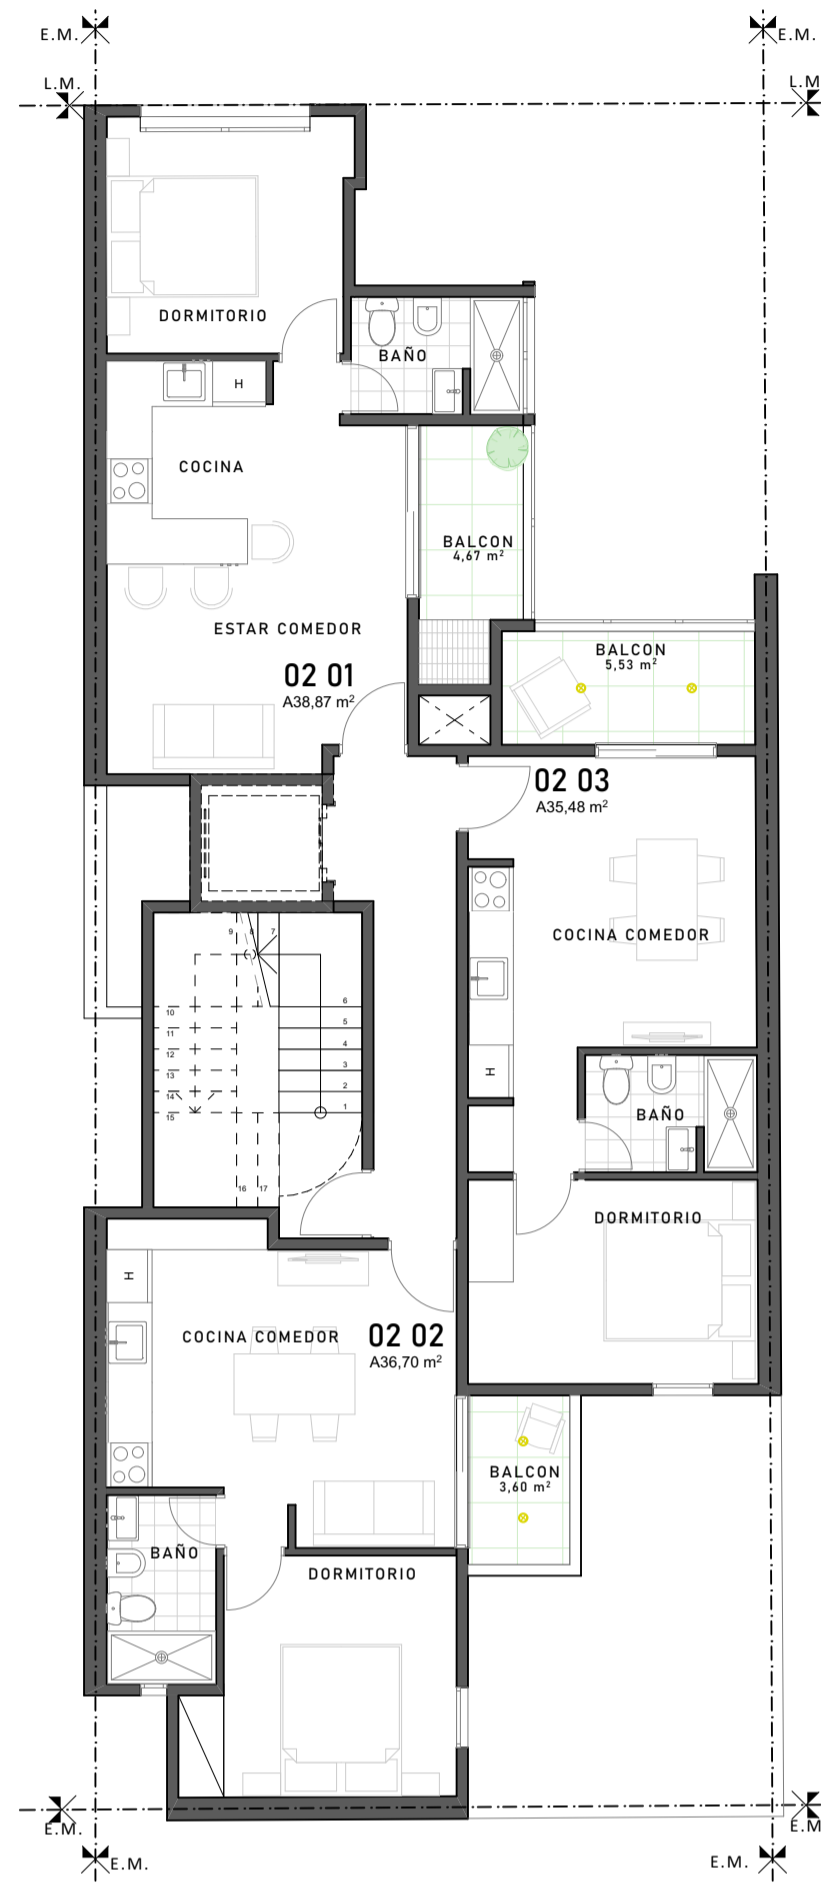 E.M.
E.M.
L.M.
L.M
DORMITORIO
BAÑO
H
COCINA
BALCON
4,67 m²
ESTAR COMEDOR
02 01
A38,87 m²
BALCON
5,53 m²
02 03
A35,48 m²
COCINA COMEDOR
9
8
7
10
6
11
5
12
4
13
3
14
2
15
1
16
17
H
BAÑO
DORMITORIO
H
COCINA COMEDOR
02 02
A36,70 m²
BALCON
3,60 m²
BAÑO
DORMITORIO
E.M.
E.M
E.M.
E.M.